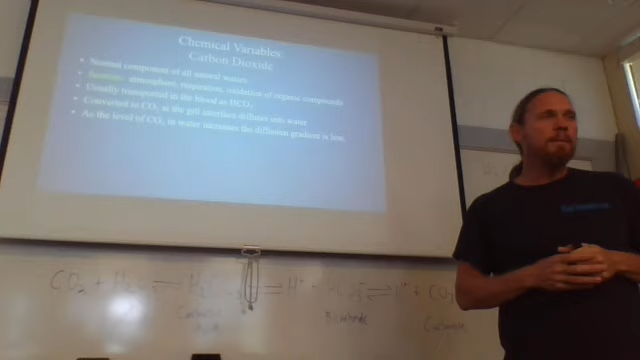 Chemical Variables:
Carbon Dioxide
• Normal component of all natural waters
• Sources: atmosphere, respiration, oxidation of organic compounds
• Usually transported in the blood as HCO₃⁻
• Converted to CO₂ at the gill interface diffuses into water
• As the level of CO₂ in water increases the diffusion gradient is less.
CO₂ + H₂O ⇌ H₂ ⇌ H⁺ ⇌ H⁺ + CO₃
Bicarbonate Carbonate